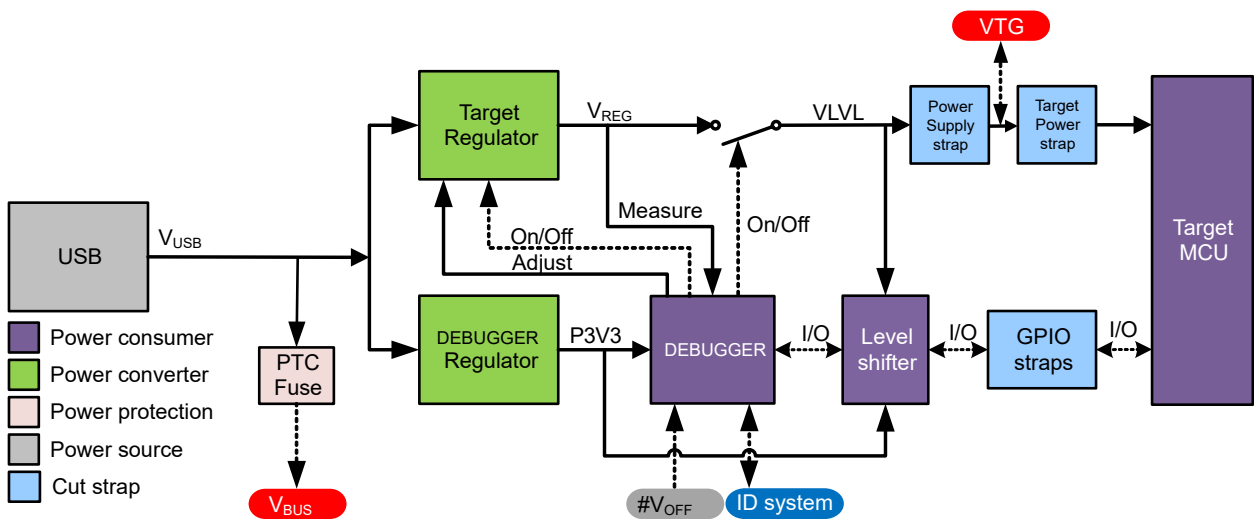 VTG
Target
Regulator
VREG
VLVL
Power
Supply
strap
Target
Power
strap
Target
MCU
USB
VUSB
Measure
On/Off
On/Off
Adjust
DEBUGGER
Regulator
P3V3
DEBUGGER
I/O
Level
shifter
I/O
GPIO
straps
I/O
PTC
Fuse
Power consumer
Power converter
Power protection
Power source
Cut strap
VBUS
#VOFF
ID system